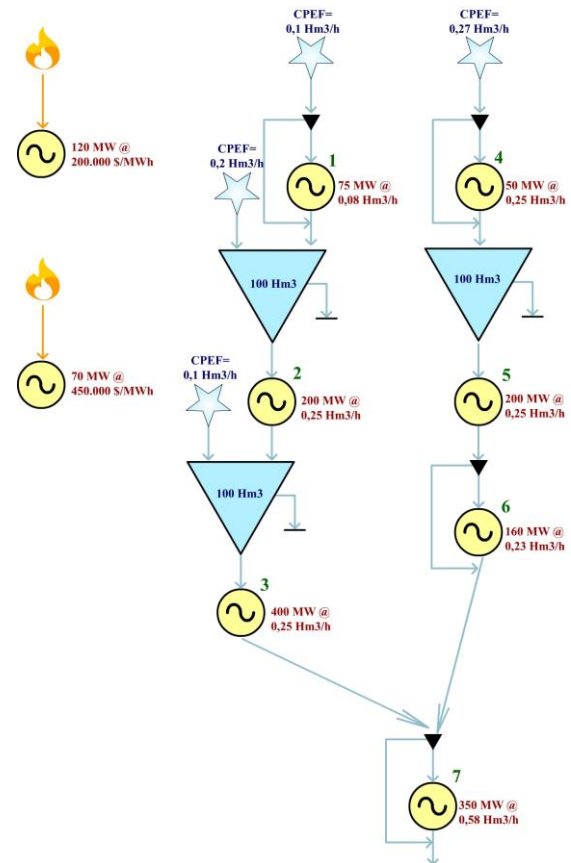 CPEF=
0,1 Hm3/h
CPEF=
0,27 Hm3/h
120 MW @
200.000 $/MWh
CPEF=
0,2 Hm3/h
1
75 MW @
0,08 Hm3/h
4
50 MW @
0,25 Hm3/h
100 Hm3
100 Hm3
70 MW @
450.000 $/MWh
CPEF=
0,1 Hm3/h
2
200 MW @
0,25 Hm3/h
5
200 MW @
0,25 Hm3/h
100 Hm3
6
160 MW @
0,23 Hm3/h
3
400 MW @
0,25 Hm3/h
7
350 MW @
0,58 Hm3/h